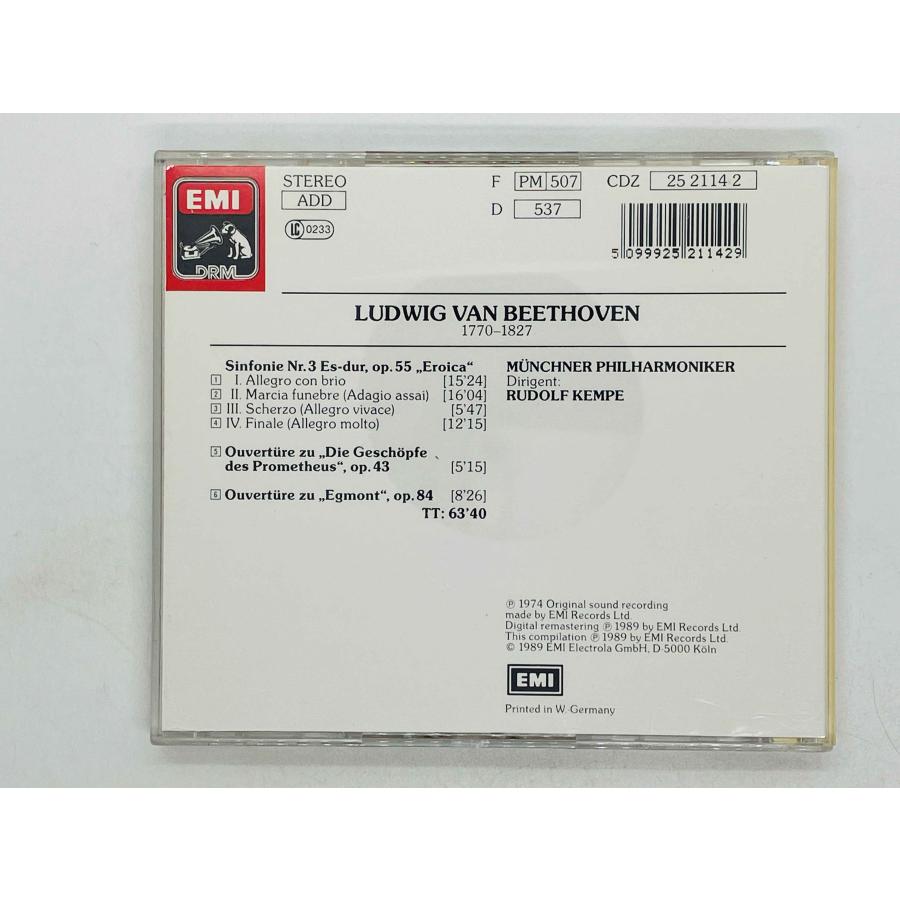 EMI
DRM
STEREO
ADD
LC 0233
F PM 507 CDZ 25 2114 2
D 537
5 099925 211429
LUDWIG VAN BEETHOVEN
1770–1827
Sinfonie Nr. 3 Es-dur, op. 55 „Eroica“
1 I. Allegro con brio [15'24]
2 II. Marcia funebre (Adagio assai) [16'04]
3 III. Scherzo (Allegro vivace) [5'47]
4 IV. Finale (Allegro molto) [12'15]
5 Ouvertüre zu „Die Geschöpfe
des Prometheus“, op. 43 [5'15]
6 Ouvertüre zu „Egmont“, op. 84 [8'26]
TT: 63'40
MÜNCHNER PHILHARMONIKER
Dirigent:
RUDOLF KEMPE
℗ 1974 Original sound recording
made by EMI Records Ltd.
Digital remastering ℗ 1989 by EMI Records Ltd.
This compilation ℗ 1989 by EMI Records Ltd.
© 1989 EMI Electrola GmbH, D-5000 Köln
EMI
Printed in W.-Germany